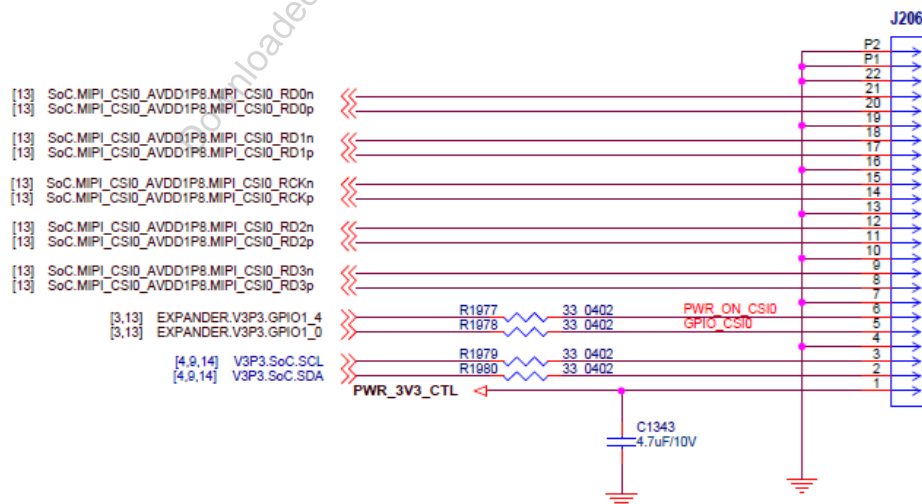 J206
Downloaded
P2
P1
22
[13] SoC.MIPI_CSI0_AVDD1P8.MIPI_CSI0_RD0n 21
[13] SoC.MIPI_CSI0_AVDD1P8.MIPI_CSI0_RD0p 20
19
[13] SoC.MIPI_CSI0_AVDD1P8.MIPI_CSI0_RD1n 18
[13] SoC.MIPI_CSI0_AVDD1P8.MIPI_CSI0_RD1p 17
16
[13] SoC.MIPI_CSI0_AVDD1P8.MIPI_CSI0_RCKn 15
[13] SoC.MIPI_CSI0_AVDD1P8.MIPI_CSI0_RCKp 14
13
[13] SoC.MIPI_CSI0_AVDD1P8.MIPI_CSI0_RD2n 12
[13] SoC.MIPI_CSI0_AVDD1P8.MIPI_CSI0_RD2p 11
10
[13] SoC.MIPI_CSI0_AVDD1P8.MIPI_CSI0_RD3n 9
[13] SoC.MIPI_CSI0_AVDD1P8.MIPI_CSI0_RD3p 8
7
[3,13] EXPANDER.V3P3.GPIO1_4 R1977 33 0402 PWR_ON_CSI0 6
[3,13] EXPANDER.V3P3.GPIO1_0 R1978 33 0402 GPIO_CSI0 5
4
[4,9,14] V3P3.SoC.SCL R1979 33 0402 3
[4,9,14] V3P3.SoC.SDA R1980 33 0402 2
PWR_3V3_CTL 1
C1343
4.7uF/10V